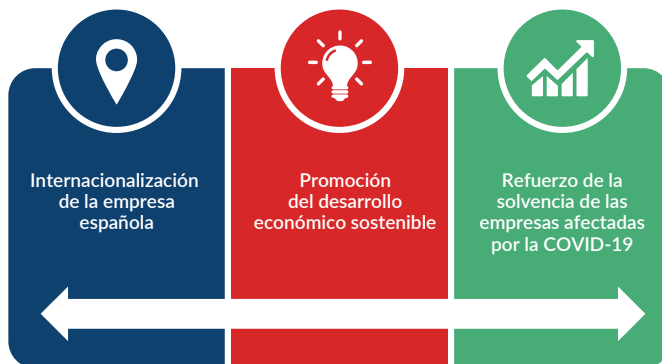 Internacionalización
de la empresa
española
Promoción
del desarrollo
económico sostenible
Refuerzo de la
solvencia de las
empresas afectadas
por la COVID-19